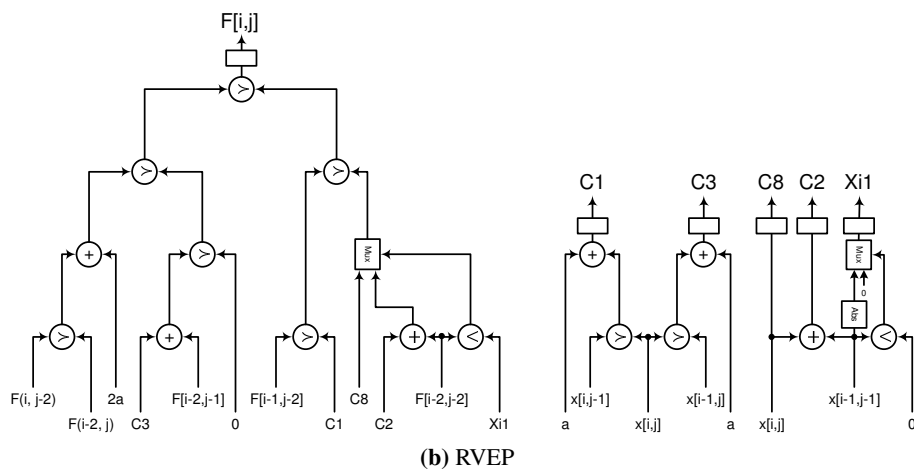 F[i,j]
C1
C3
C8
C2
Xi1
Mux
Mux
0
Abs
F(i, j-2)
2a
F[i-2,j-1]
F[i-1,j-2]
C8
F[i-2,j-2]
x[i,j-1]
x[i-1,j]
x[i-1,j-1]
F(i-2, j)
C3
0
C1
C2
Xi1
a
x[i,j]
a
x[i,j]
0
(b) RVEP